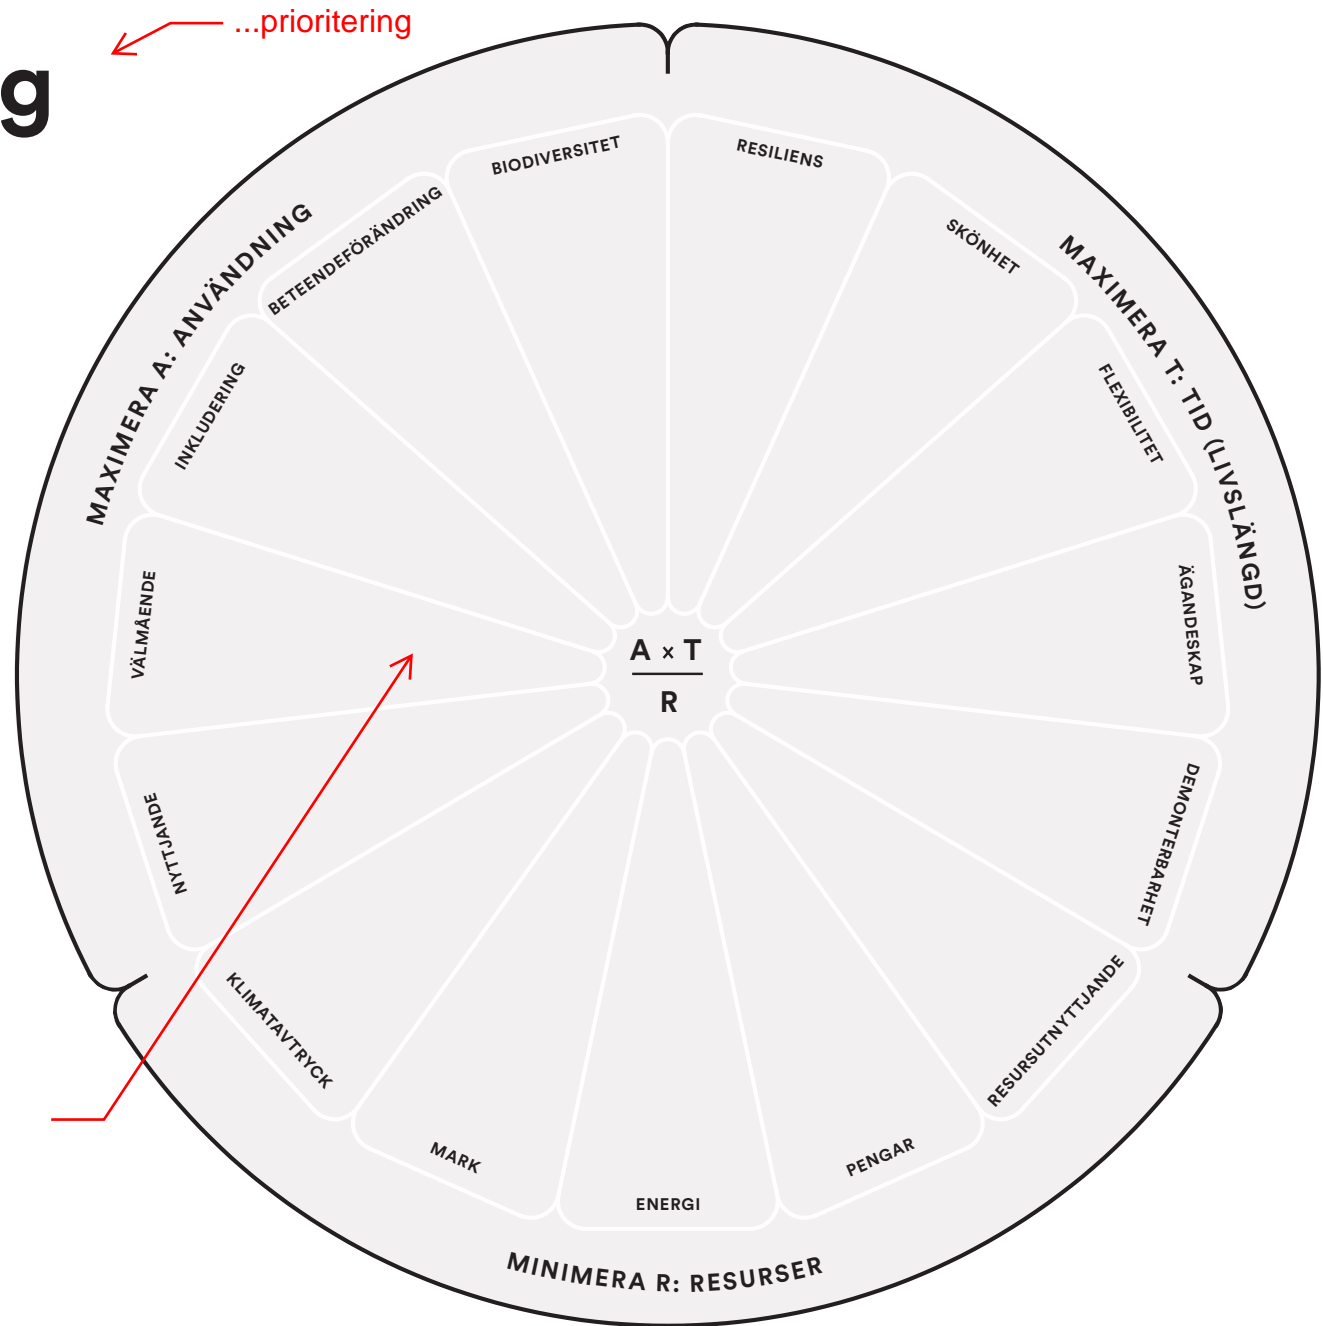 ...prioritering
g
MAXIMERA A: ANVÄNDNING
BIODIVERSITET
BETEENDEFÖRÄNDRING
INKLUDERING
VÄLMÅENDE
NYTTJANDE
MAXIMERA T: TID (LIVSLÄNGD)
RESILIENS
SKÖNHET
FLEXIBILITET
ÄGANDESKAP
DEMONTERBARHET
A x T
R
RESURSUTNYTTJANDE
PENGAR
ENERGI
MARK
KLIMATAVTRYCK
MINIMERA R: RESURSER